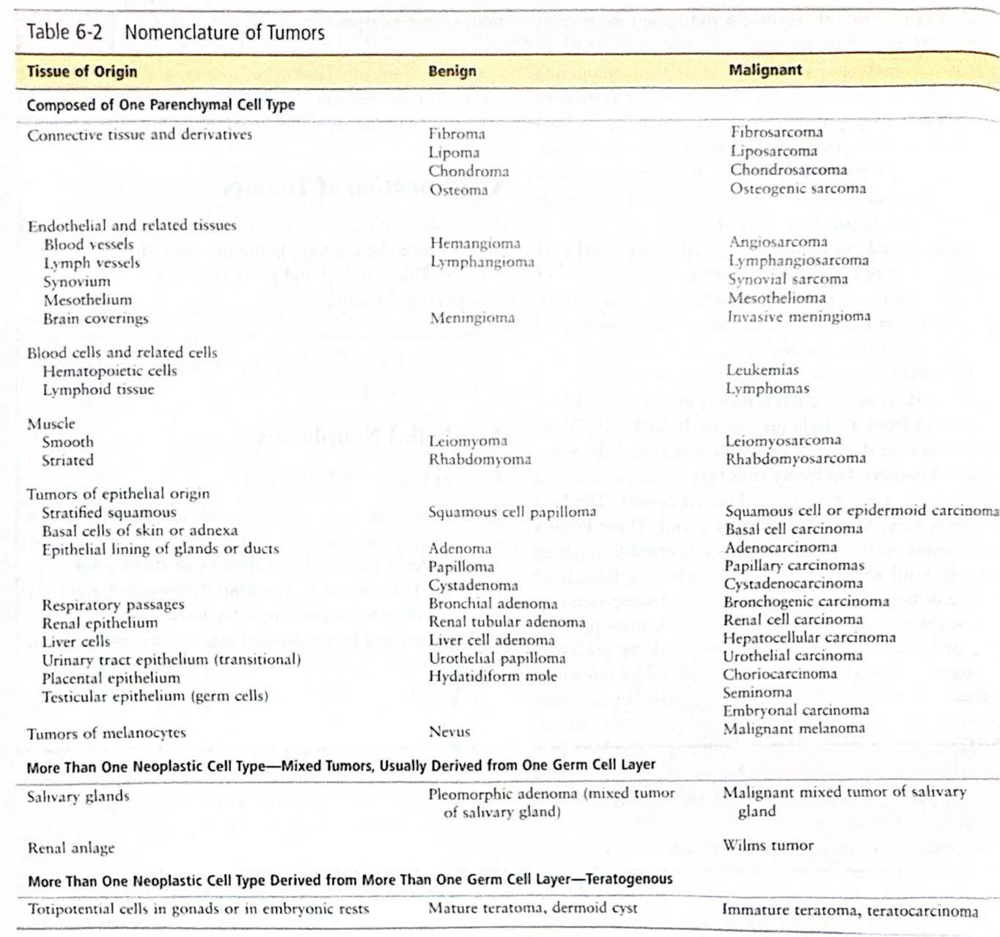 Table 6-2 Nomenclature of Tumors
Tissue of Origin Benign Malignant
Composed of One Parenchymal Cell Type
Connective tissue and derivatives Fibroma Fibrosarcoma
Lipoma Liposarcoma
Chondroma Chondrosarcoma
Osteoma Osteogenic sarcoma
Endothelial and related tissues
Blood vessels Hemangioma Angiosarcoma
Lymph vessels Lymphangioma Lymphangiosarcoma
Synovium Synovial sarcoma
Mesothelium Mesothelioma
Brain coverings Meningioma Invasive meningioma
Blood cells and related cells
Hematopoietic cells Leukemias
Lymphoid tissue Lymphomas
Muscle
Smooth Leiomyoma Leiomyosarcoma
Striated Rhabdomyoma Rhabdomyosarcoma
Tumors of epithelial origin
Stratified squamous Squamous cell papilloma Squamous cell or epidermoid carcinoma
Basal cells of skin or adnexa Basal cell carcinoma
Epithelial lining of glands or ducts Adenoma Adenocarcinoma
Papilloma Papillary carcinomas
Cystadenoma Cystadenocarcinoma
Respiratory passages Bronchial adenoma Bronchogenic carcinoma
Renal epithelium Renal tubular adenoma Renal cell carcinoma
Liver cells Liver cell adenoma Hepatocellular carcinoma
Urinary tract epithelium (transitional) Urothelial papilloma Urothelial carcinoma
Placental epithelium Hydatidiform mole Choriocarcinoma
Testicular epithelium (germ cells) Seminoma
Embryonal carcinoma
Tumors of melanocytes Nevus Malignant melanoma
More Than One Neoplastic Cell Type—Mixed Tumors, Usually Derived from One Germ Cell Layer
Salivary glands Pleomorphic adenoma (mixed tumor Malignant mixed tumor of salivary
of salivary gland) gland
Renal anlage Wilms tumor
More Than One Neoplastic Cell Type Derived from More Than One Germ Cell Layer—Teratogenous
Totipotential cells in gonads or in embryonic rests Mature teratoma, dermoid cyst Immature teratoma, teratocarcinoma